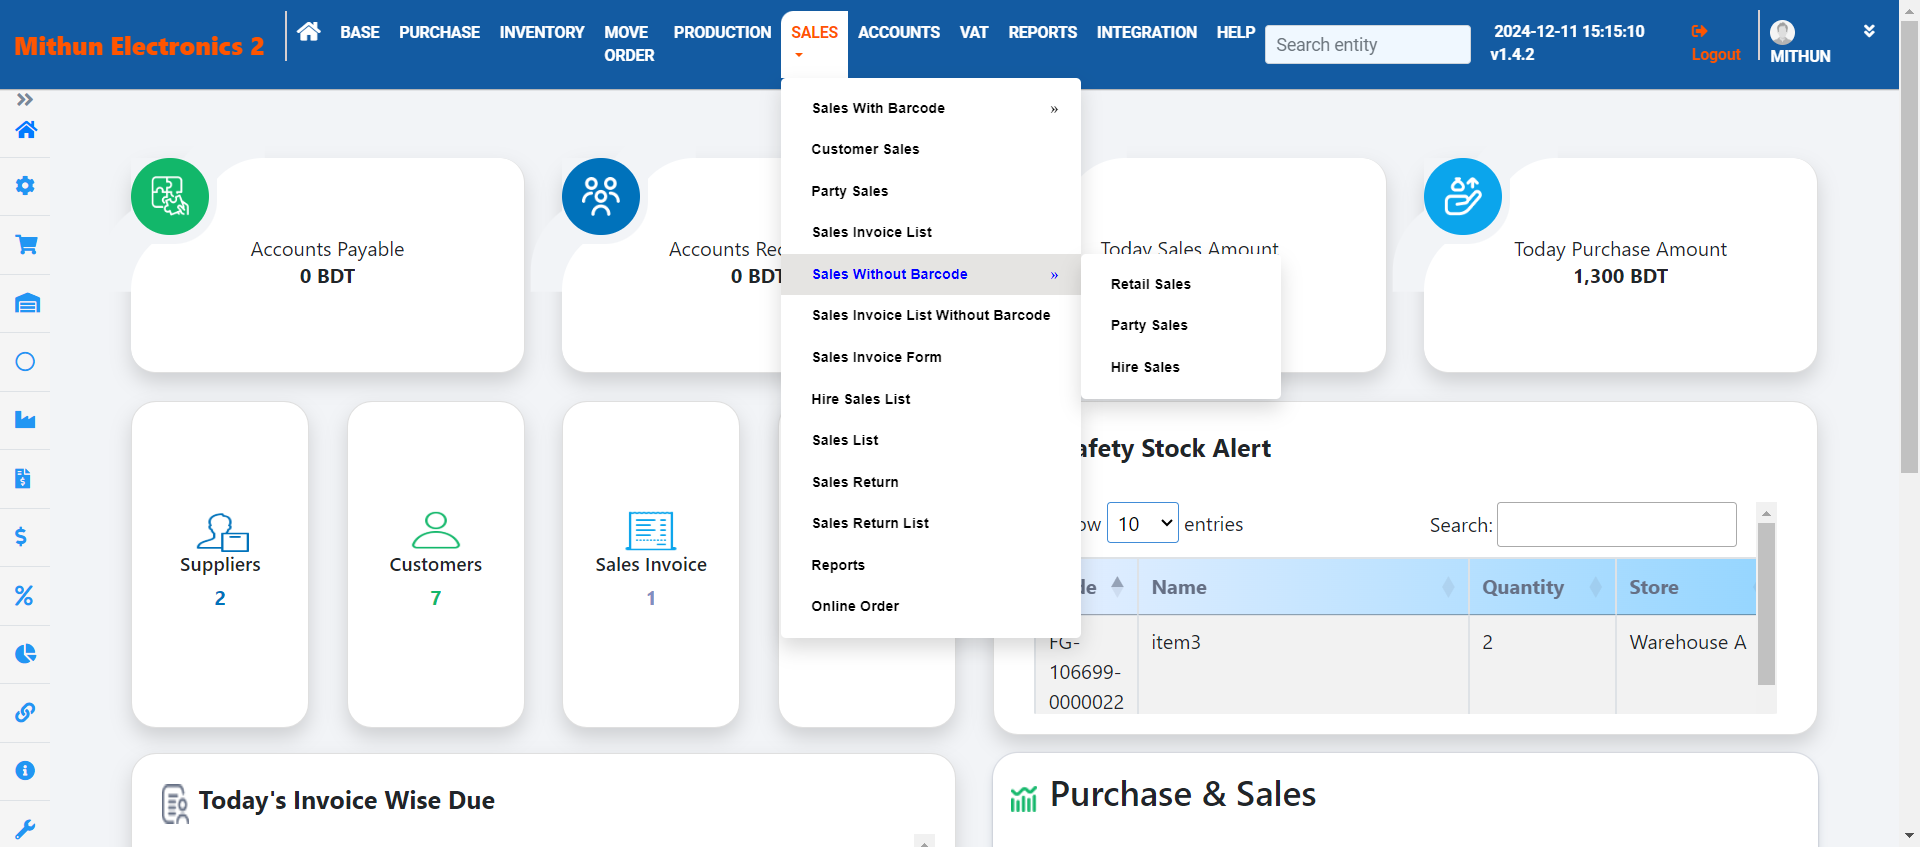 Mithun Electronics 2
BASE
PURCHASE
INVENTORY
MOVE
ORDER
PRODUCTION
SALES
ACCOUNTS
VAT
REPORTS
INTEGRATION
HELP
Search entity
2024-12-11 15:15:10
v1.4.2
Logout
MITHUN
Sales With Barcode »
Customer Sales
Party Sales
Sales Invoice List
Sales Without Barcode »
Sales Invoice List Without Barcode
Sales Invoice Form
Hire Sales List
Sales List
Sales Return
Sales Return List
Reports
Online Order
Retail Sales
Party Sales
Hire Sales
Accounts Payable
0 BDT
Accounts Rec
0 BDT
Today Sales Amount
Today Purchase Amount
1,300 BDT
Suppliers
2
Customers
7
Sales Invoice
1
afety Stock Alert
ow 10 entries
Search:
de Name Quantity Store
FG-
106699-
0000022
item3 2 Warehouse A
Today's Invoice Wise Due
Purchase & Sales